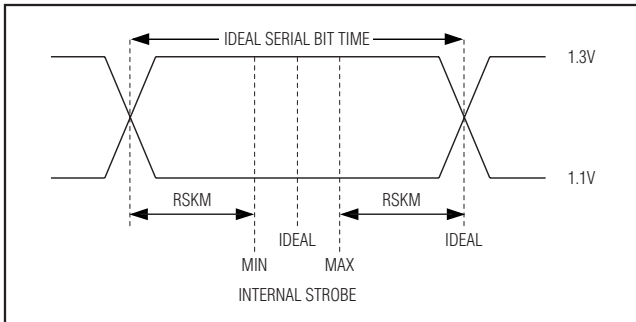 IDEAL SERIAL BIT TIME
1.3V
1.1V
RSKM
RSKM
IDEAL
IDEAL
MIN
MAX
INTERNAL STROBE